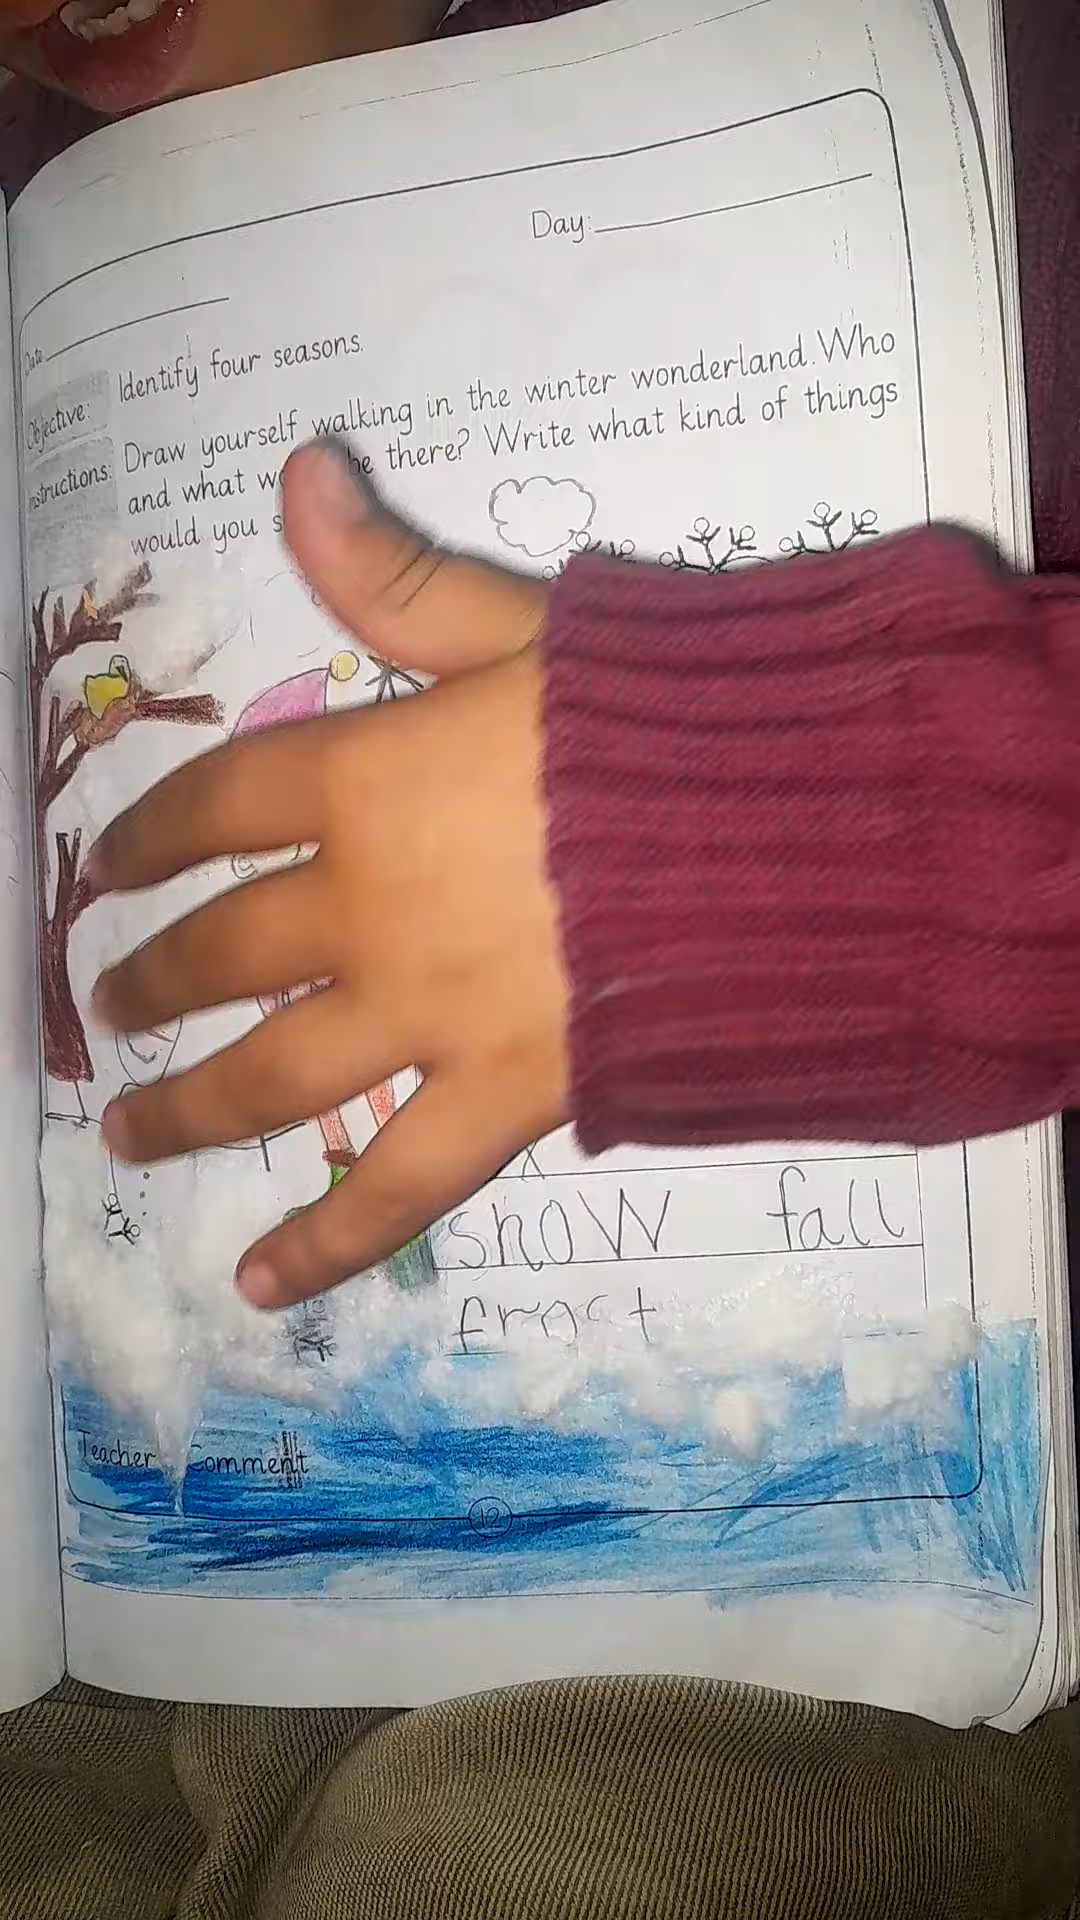 Day:
Date
Objective: Identify four seasons.
Instructions: Draw yourself walking in the winter wonderland. Who
and what be there? Write what kind of things
would you
snow fall
Teacher Comment
12